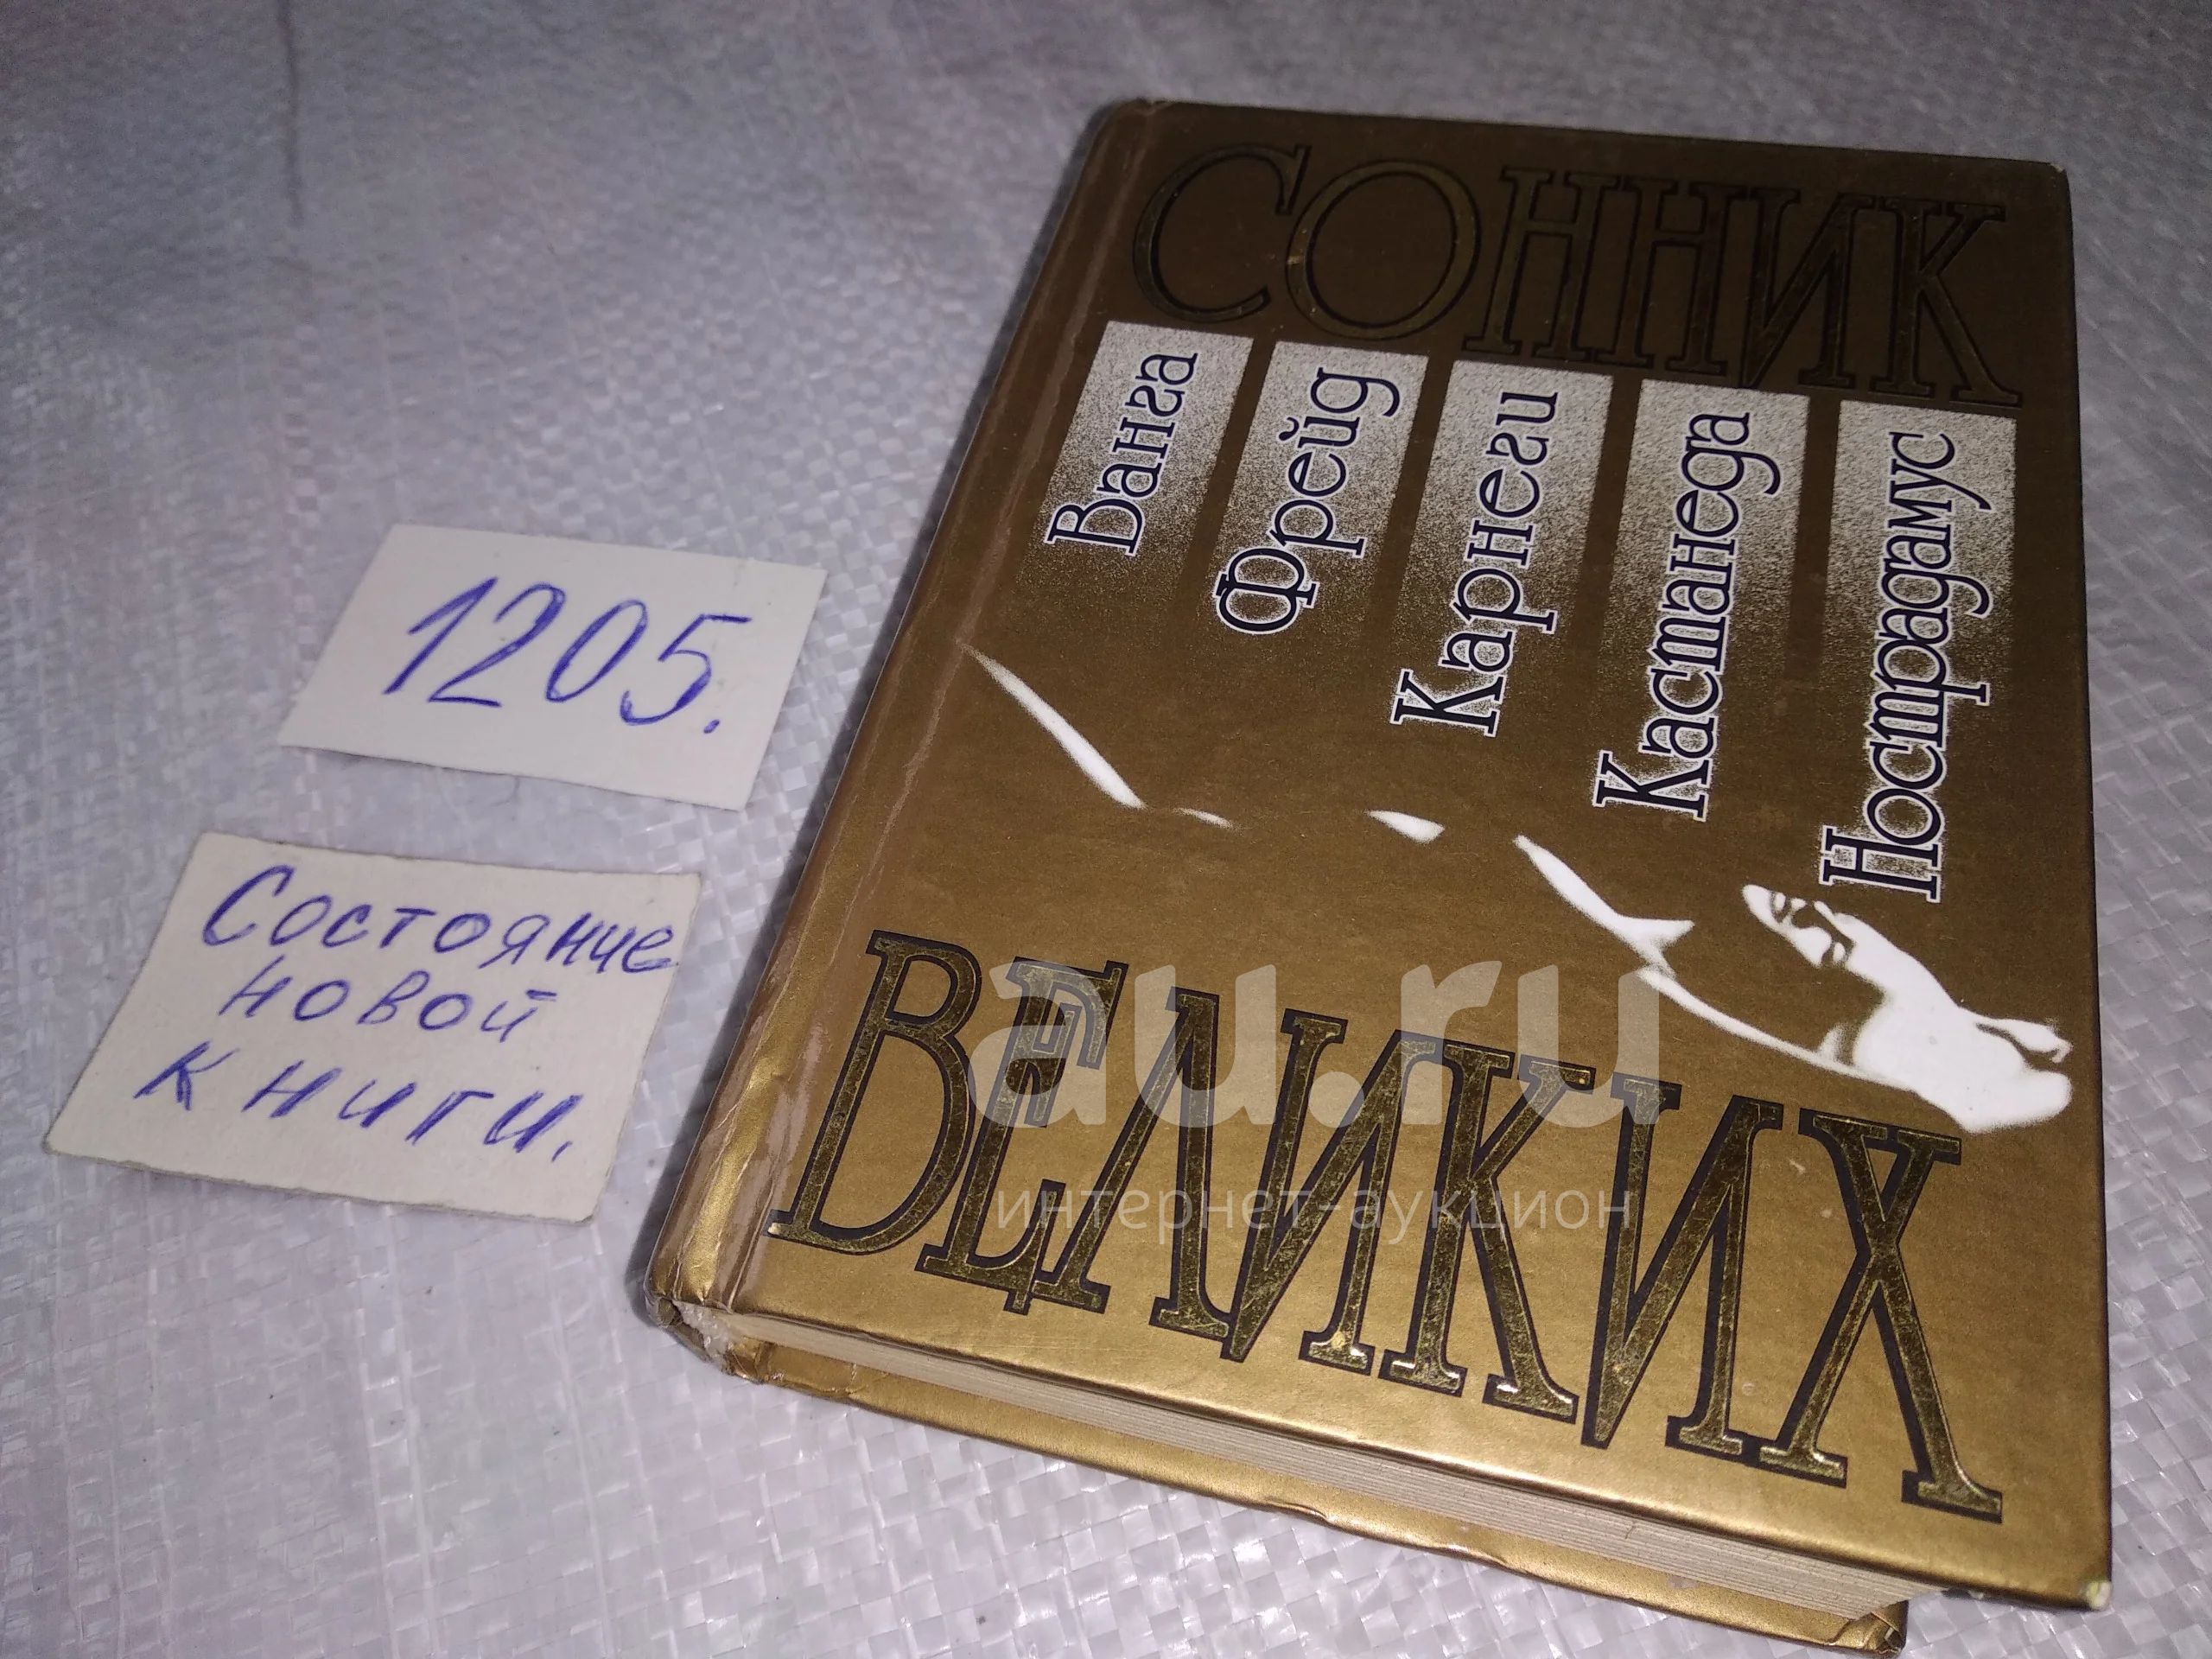 СОННИК
Ванга
Фрейд
Карнеги
Кастанеда
Нострадамус
ВЕЛИКИХ
1205.
Состояние
новой
книги.
au.ru
интернет-аукцион